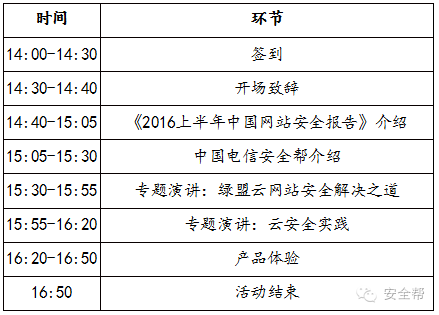 时间 环节
14:00-14:30 签到
14:30-14:40 开场致辞
14:40-15:05 《2016上半年中国网站安全报告》介绍
15:05-15:30 中国电信安全帮介绍
15:30-15:55 专题演讲：绿盟云网站安全解决之道
15:55-16:20 专题演讲：云安全实践
16:20-16:50 产品体验
16:50 活动结束
安全帮